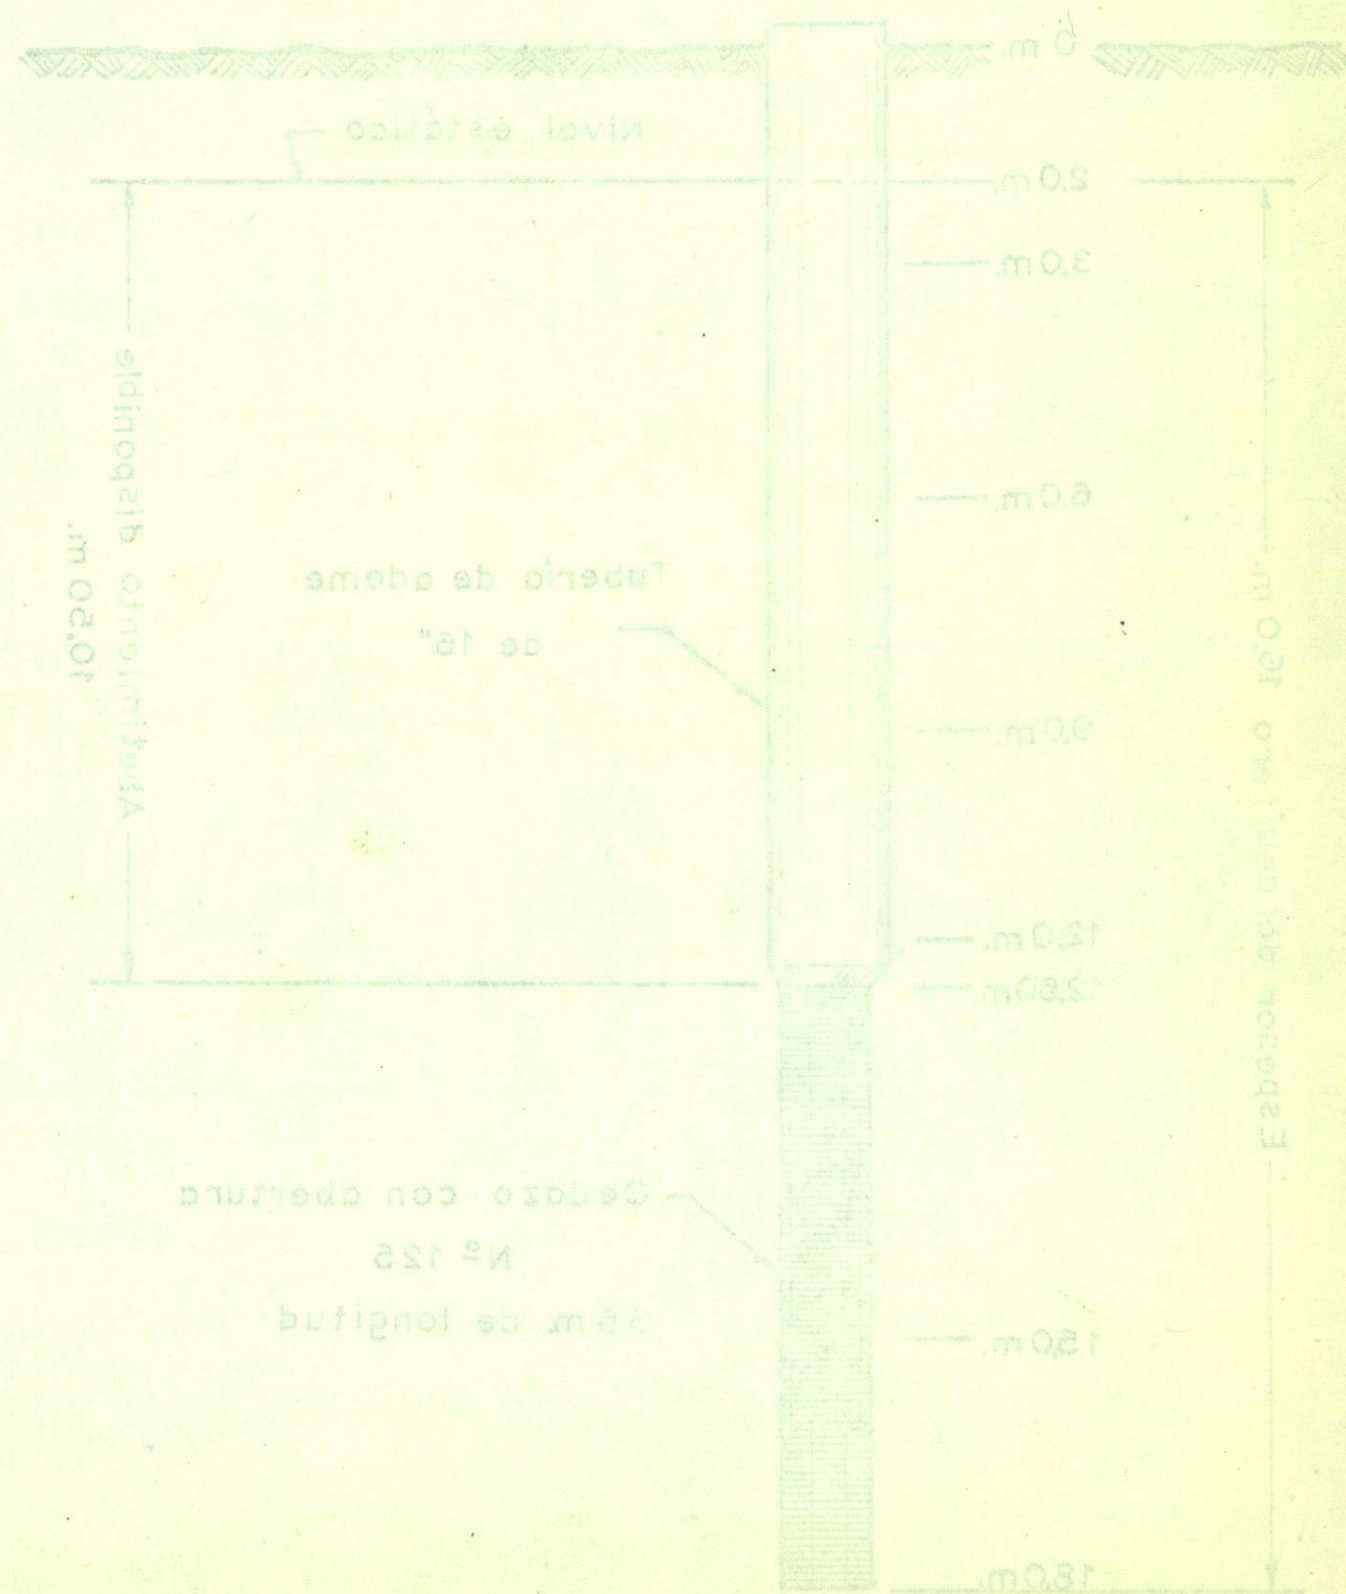 0 m.
Nivel estático
2.0 m.
3.0 m.
6.0 m.
Abatimiento disponible
10.50 m.
Tubería de ademe
de 16"
9.0 m.
Espesor del acuífero 16.0 m.
12.0 m.
12.50 m.
Cedazo con abertura
Nº 125
5.5 m. de longitud
15.0 m.
18.0 m.